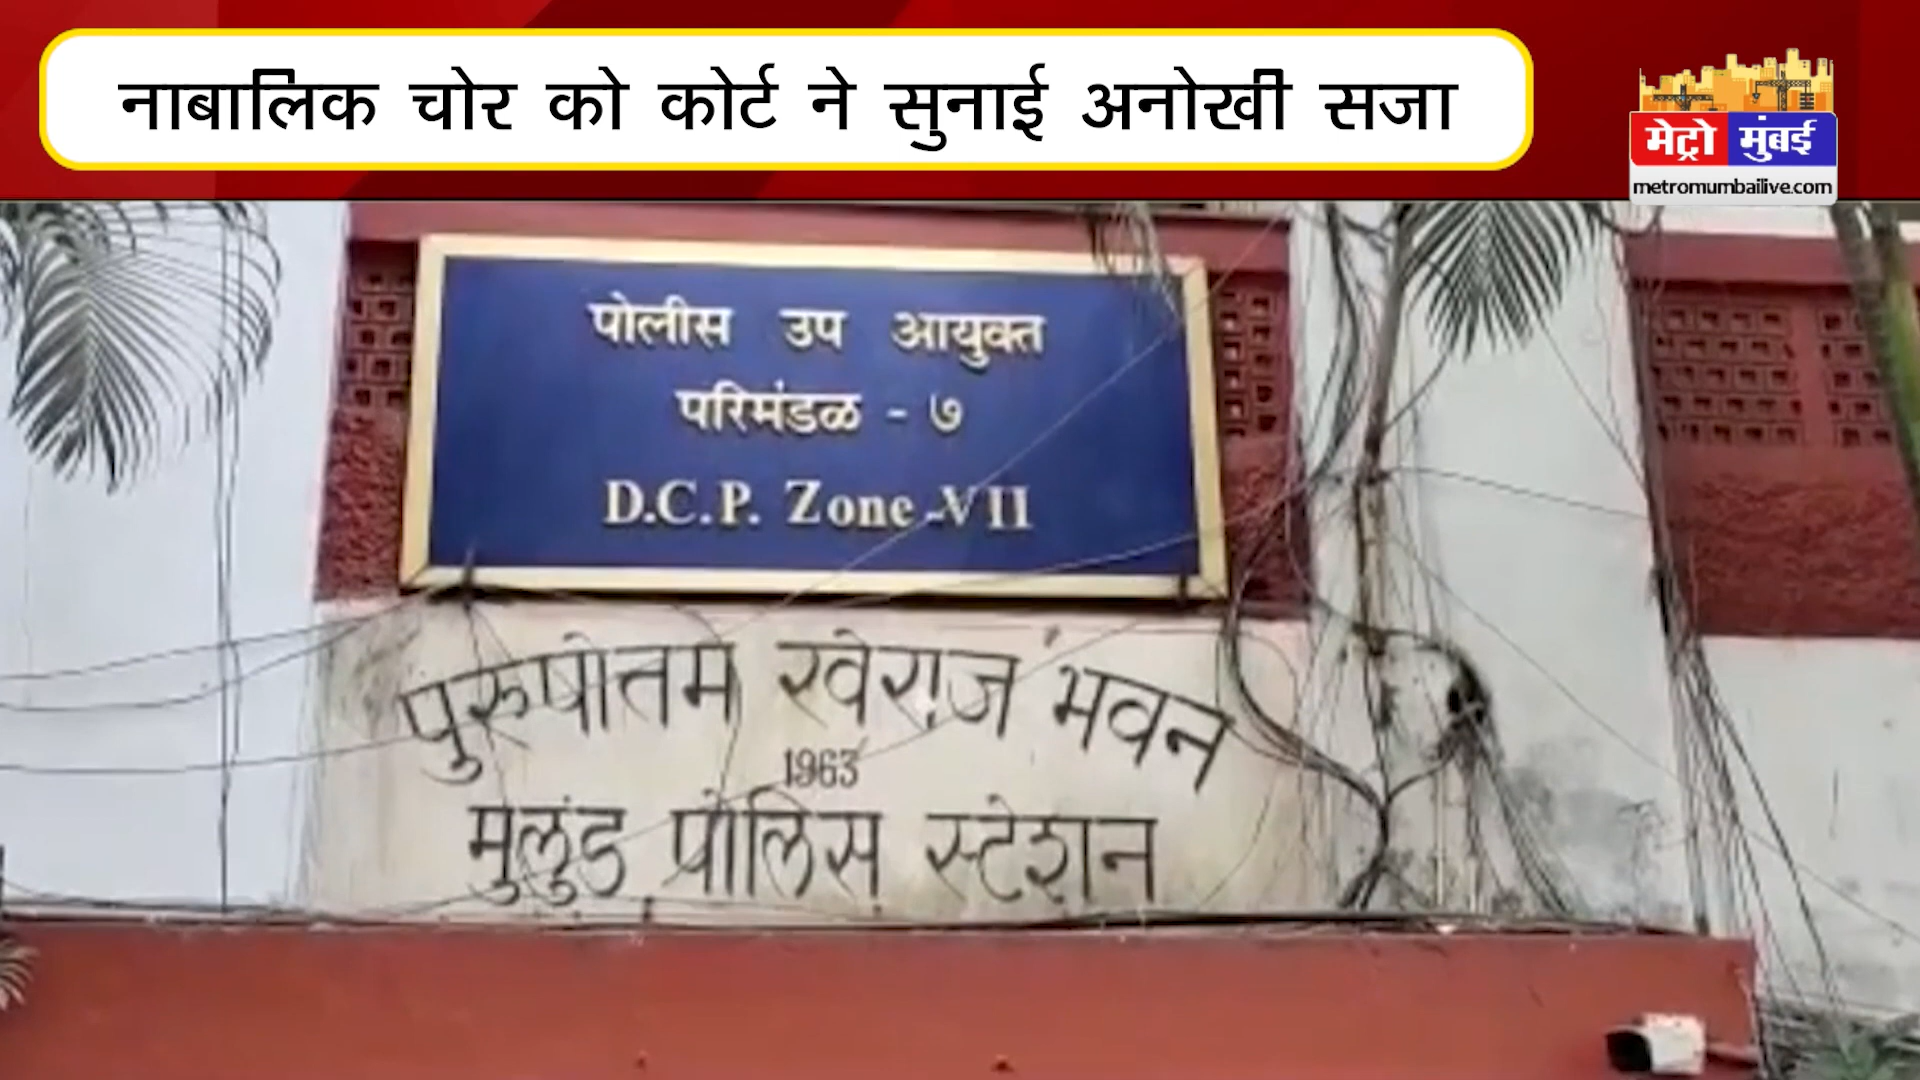 नाबालिक चोर को कोर्ट ने सुनाई अनोखी सजा
मेट्रो मुंबई
metromumbailive.com
पोलीस उप आयुक्त
परिमंडळ - ७
D.C.P. Zone-VII
पुरुषोतम खेराज भवन
1963
मुलुंड पोलिस स्टेशन